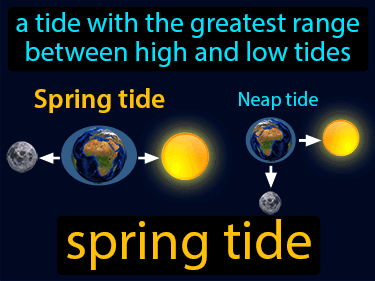 a tide with the greatest range
between high and low tides
Spring tide
Neap tide
spring tide